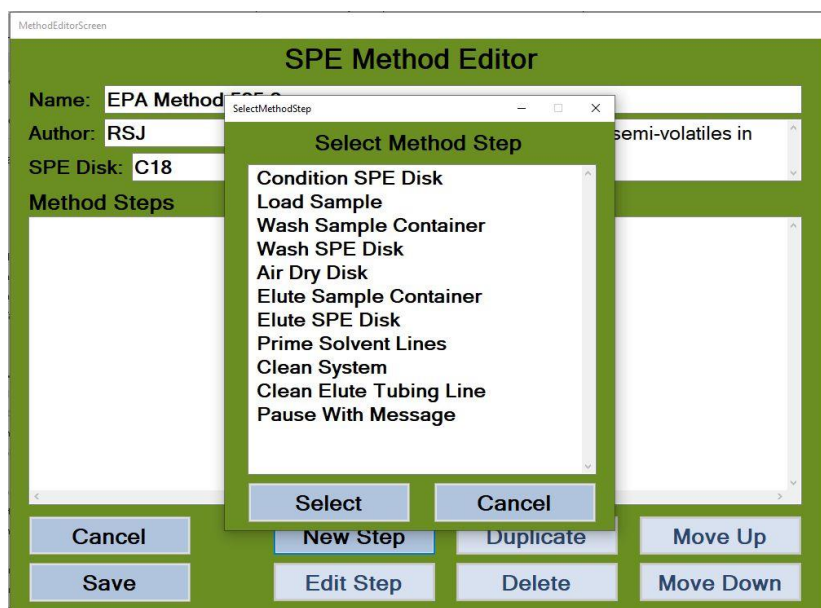 MethodEditorScreen
SPE Method Editor
Name: EPA Method
Author: RSJ
semi-volatiles in
SPE Disk: C18
Method Steps
SelectMethodStep
Select Method Step
Condition SPE Disk
Load Sample
Wash Sample Container
Wash SPE Disk
Air Dry Disk
Elute Sample Container
Elute SPE Disk
Prime Solvent Lines
Clean System
Clean Elute Tubing Line
Pause With Message
Select Cancel
Cancel New Step Duplicate Move Up
Save Edit Step Delete Move Down